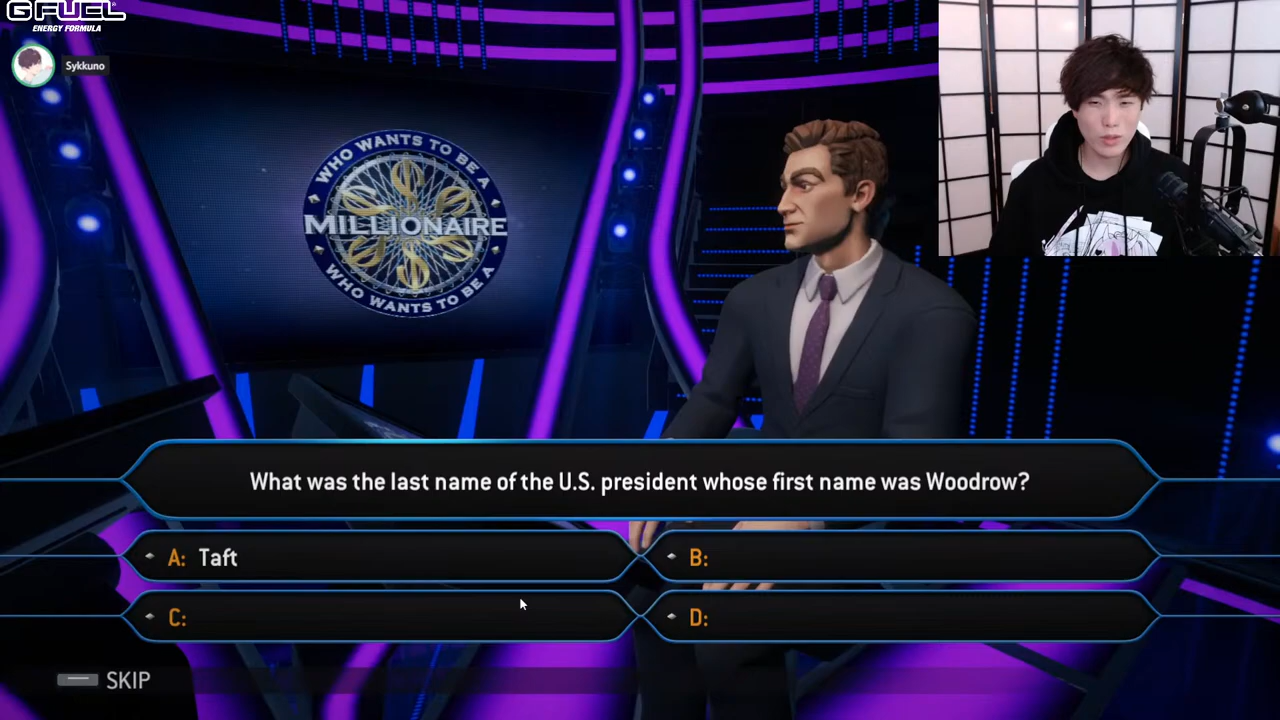 G FUEL
ENERGY FORMULA
Sykkuno
WHO WANTS TO BE A
MILLIONAIRE
WHO WANTS TO BE A
What was the last name of the U.S. president whose first name was Woodrow?
A: Taft
B:
C:
D:
SKIP